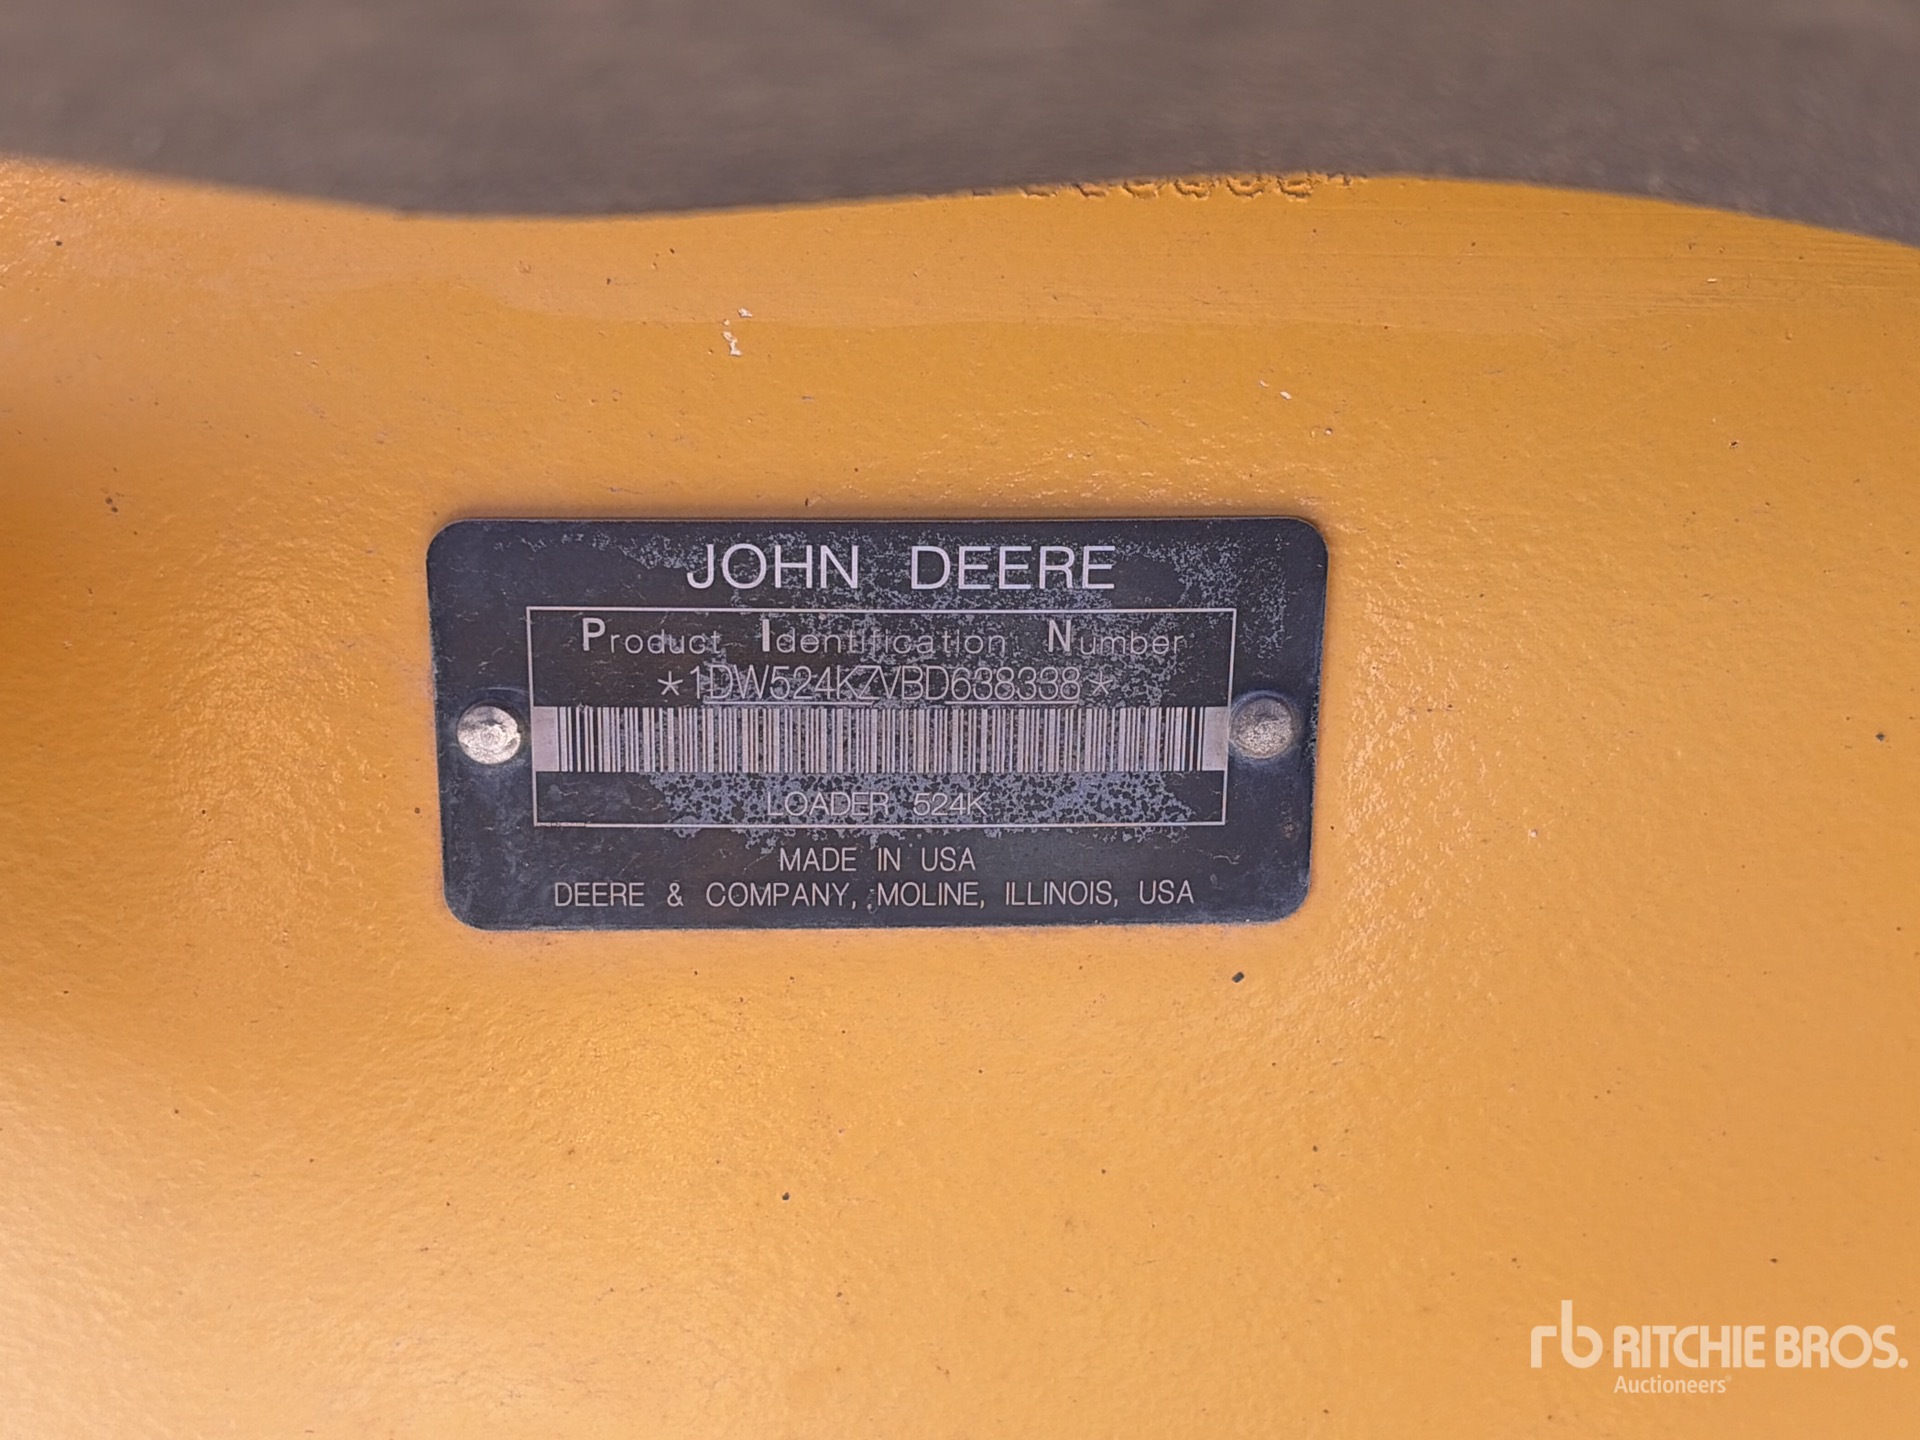 JOHN DEERE
Product Identification Number
*1DW524KZVBD638338*
LOADER 524K
MADE IN USA
DEERE & COMPANY, MOLINE, ILLINOIS, USA
rb RITCHIE BROS.
Auctioneers